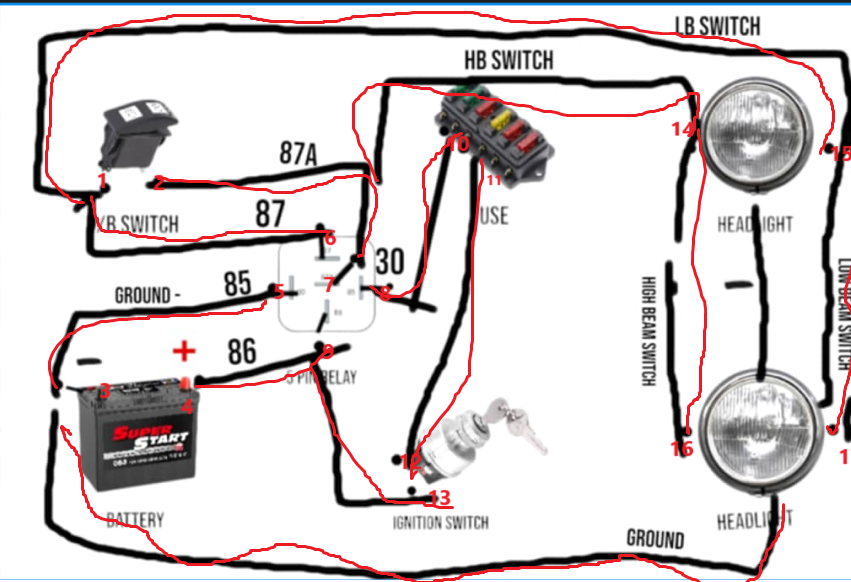 LB SWITCH
HB SWITCH
87A
14
10
15
1
2
11
/B SWITCH
87
USE
HEADLIGHT
6
30
85
GROUND -
5
7
8
HIGH BEAM SWITCH
LOW BEAM SWITCH
+
86
9
5 PIN RELAY
3
4
SUPER
START
16
1
12
13
BATTERY
IGNITION SWITCH
HEADLIGHT
GROUND